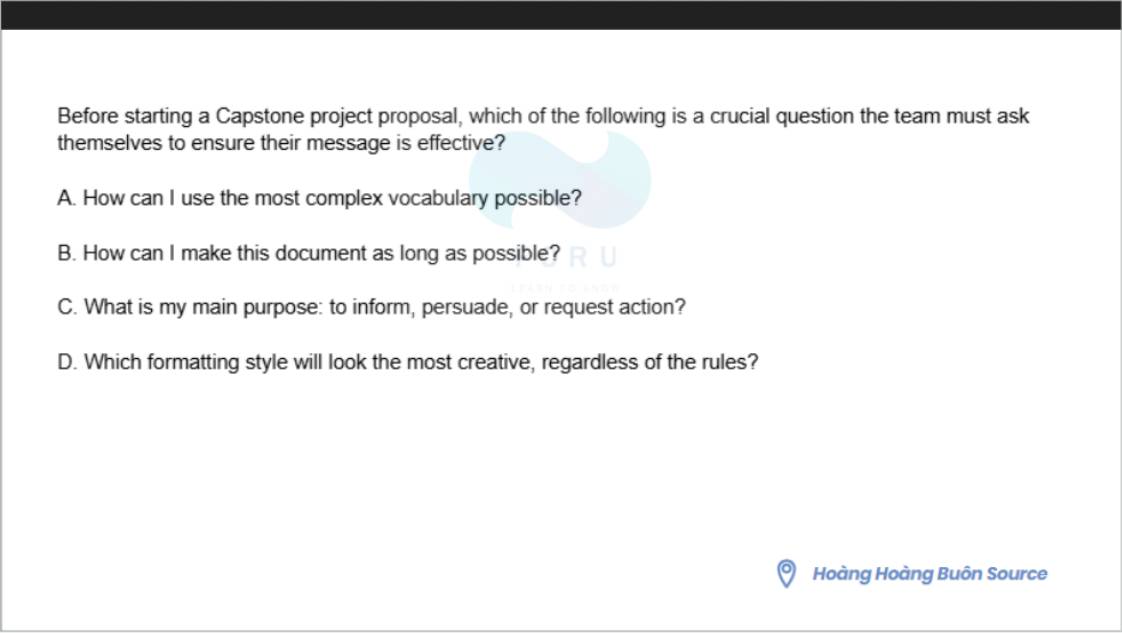 Before starting a Capstone project proposal, which of the following is a crucial question the team must ask
themselves to ensure their message is effective?
A. How can I use the most complex vocabulary possible?
B. How can I make this document as long as possible?
C. What is my main purpose: to inform, persuade, or request action?
D. Which formatting style will look the most creative, regardless of the rules?
LEARN TO KNOW
Hoàng Hoàng Buôn Source